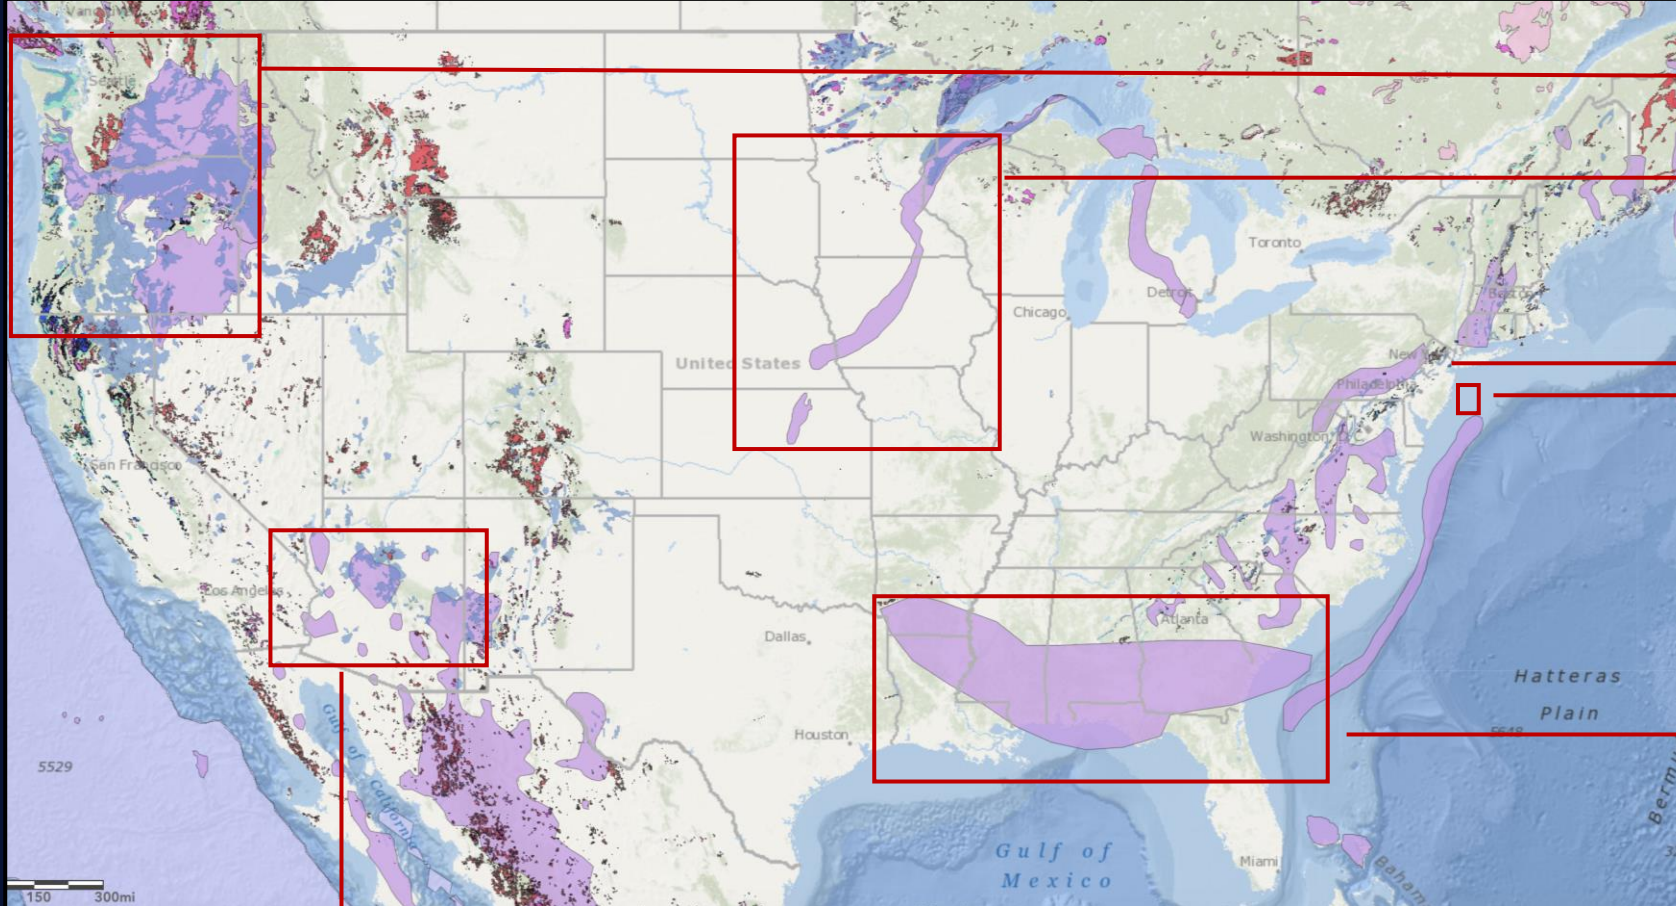 Seattle
Toronto
Detroit
Chicago
New
United States
Philadelphia
Washington
San Francisco
Los Angeles
Atlanta
Dallas
Hatteras
Plain
Houston
5529
Gulf of California
Gulf of
Mexico
Miami
150 300mi